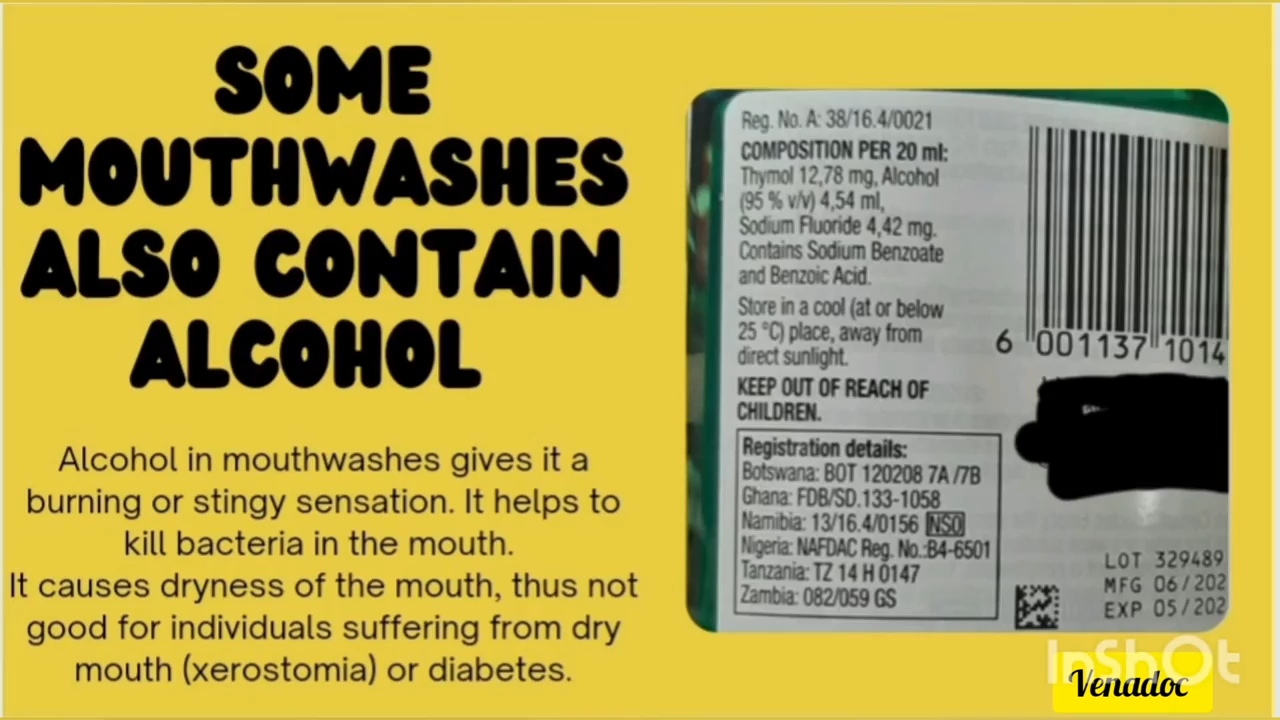 SOME
MOUTHWASHES
ALSO CONTAIN
ALCOHOL
Alcohol in mouthwashes gives it a
burning or stingy sensation. It helps to
kill bacteria in the mouth.
It causes dryness of the mouth, thus not
good for individuals suffering from dry
mouth (xerostomia) or diabetes.
Reg. No. A: 38/16.4/0021
COMPOSITION PER 20 ml:
Thymol 12,78 mg, Alcohol
(95 % v/v) 4,54 ml,
Sodium Fluoride 4,42 mg.
Contains Sodium Benzoate
and Benzoic Acid.
Store in a cool (at or below
25 °C) place, away from
direct sunlight.
KEEP OUT OF REACH OF
CHILDREN.
Registration details:
Botswana: BOT 120208 7A /7B
Ghana: FDB/SD.133-1058
Namibia: 13/16.4/0156 NS0
Nigeria: NAFDAC Reg. No.:B4-6501
Tanzania: TZ 14 H 0147
Zambia: 082/059 GS
6 001137 1014
LOT 329489
MFG 06/202
EXP 05/202
InShOt
Venadoc